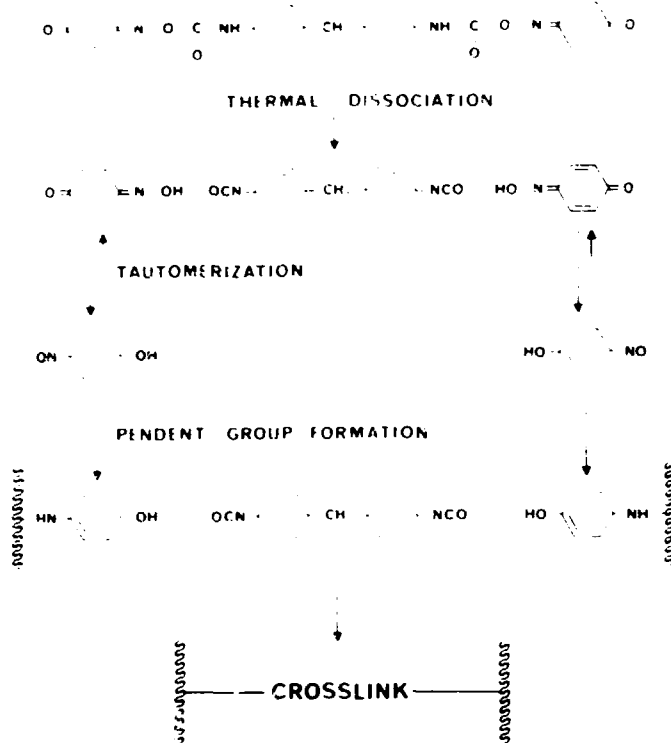 O N O C NH CH NH C O N O
O O
THERMAL DISSOCIATION
O= =N OH OCN CH NCO HO N= =O
TAUTOMERIZATION
ON OH HO NO
PENDENT GROUP FORMATION
HN OH OCN CH NCO HO NH
CROSSLINK